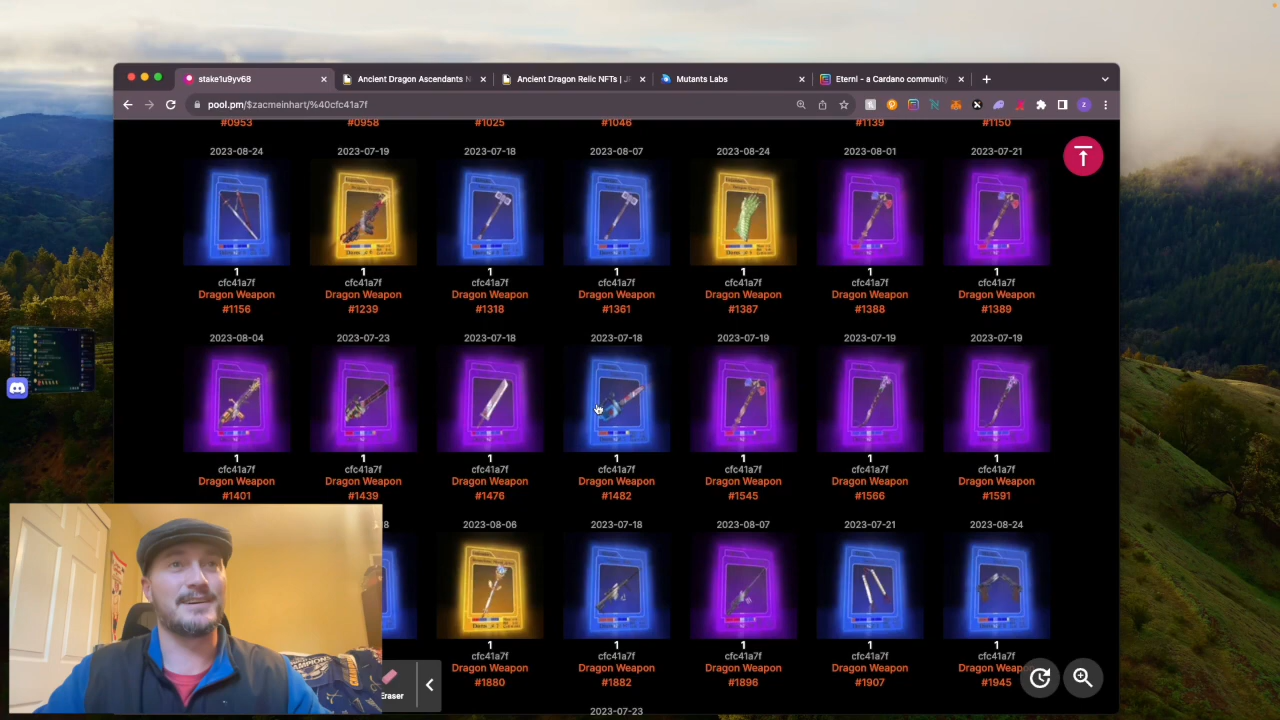 stake1u9yv68
Ancient Dragon Ascendants N
Ancient Dragon Relic NFTs | J
Mutants Labs
Eternl - a Cardano community
pool.pm/$zacmeinhart/%40cfc41a7f
#0953 #0958 #1025 #1046 #1139 #1150
2023-08-24 2023-07-19 2023-07-18 2023-08-07 2023-08-24 2023-08-01 2023-07-21
1 1 1 1 1 1 1
cfc41a7f cfc41a7f cfc41a7f cfc41a7f cfc41a7f cfc41a7f cfc41a7f
Dragon Weapon Dragon Weapon Dragon Weapon Dragon Weapon Dragon Weapon Dragon Weapon Dragon Weapon
#1156 #1239 #1318 #1361 #1387 #1388 #1389
2023-08-04 2023-07-23 2023-07-18 2023-07-18 2023-07-19 2023-07-19 2023-07-19
1 1 1 1 1 1 1
cfc41a7f cfc41a7f cfc41a7f cfc41a7f cfc41a7f cfc41a7f cfc41a7f
Dragon Weapon Dragon Weapon Dragon Weapon Dragon Weapon Dragon Weapon Dragon Weapon Dragon Weapon
#1401 #1439 #1476 #1482 #1545 #1566 #1591
2023-08-06 2023-07-18 2023-08-07 2023-07-21 2023-08-24
1 1 1 1 1
cfc41a7f cfc41a7f cfc41a7f cfc41a7f cfc41a7f
Dragon Weapon Dragon Weapon Dragon Weapon Dragon Weapon Dragon Weapon
#1880 #1882 #1896 #1907 #1945
Eraser
2023-07-23